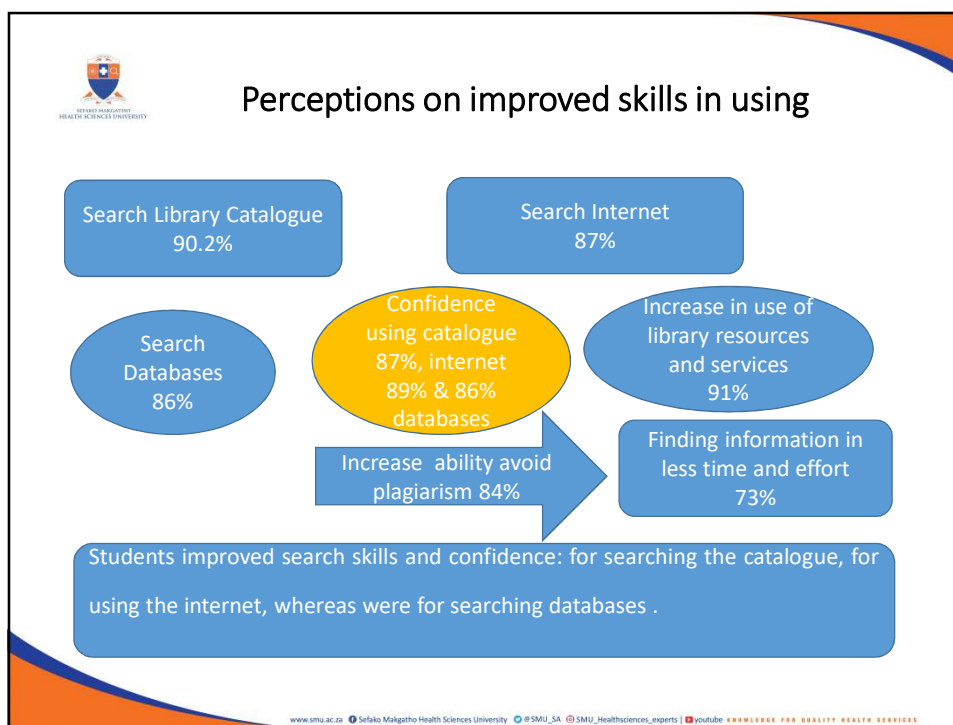 SEFAKO MAKGATHO
HEALTH SCIENCES UNIVERSITY
Perceptions on improved skills in using
Search Library Catalogue
90.2%
Search Internet
87%
Search
Databases
86%
Confidence
using catalogue
87%, internet
89% & 86%
databases
Increase in use of
library resources
and services
91%
Increase ability avoid
plagiarism 84%
Finding information in
less time and effort
73%
Students improved search skills and confidence: for searching the catalogue, for
using the internet, whereas were for searching databases .
www.smu.ac.za Sefako Makgatho Health Sciences University @SMU_SA SMU_Healthsciences_experts | youtube KNOWLEDGE FOR QUALITY HEALTH SERVICES